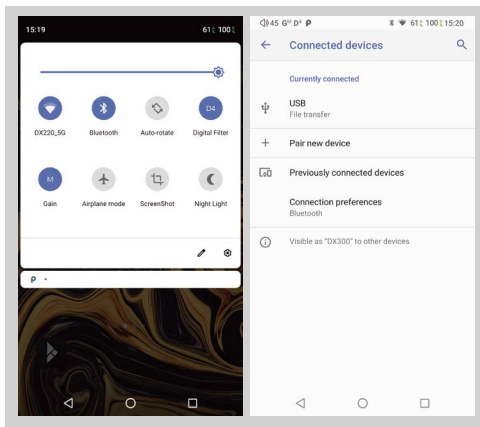 15:19
61 100
DX220_5G
Bluetooth
Auto-rotate
D4
Digital Filter
M
Gain
Airplane mode
ScreenShot
Night Light
45 GM D4
61 100 15:20
Connected devices
Currently connected
USB
File transfer
Pair new device
Previously connected devices
Connection preferences
Bluetooth
Visible as "DX300" to other devices